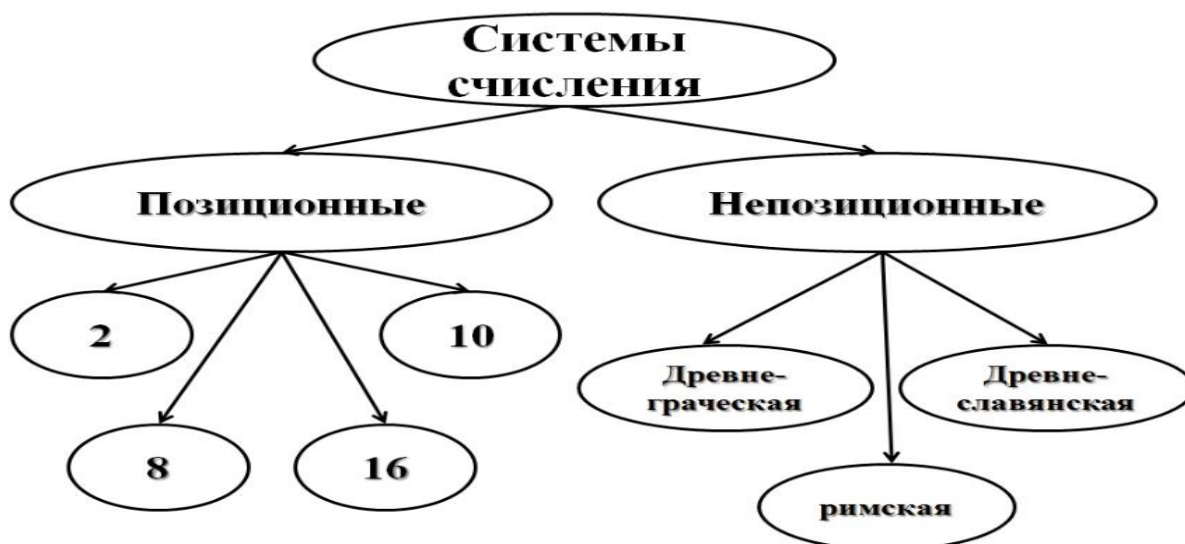 Системы
счисления
Позиционные
Непозиционные
2
10
8
16
Древне-
граческая
Древне-
славянская
римская